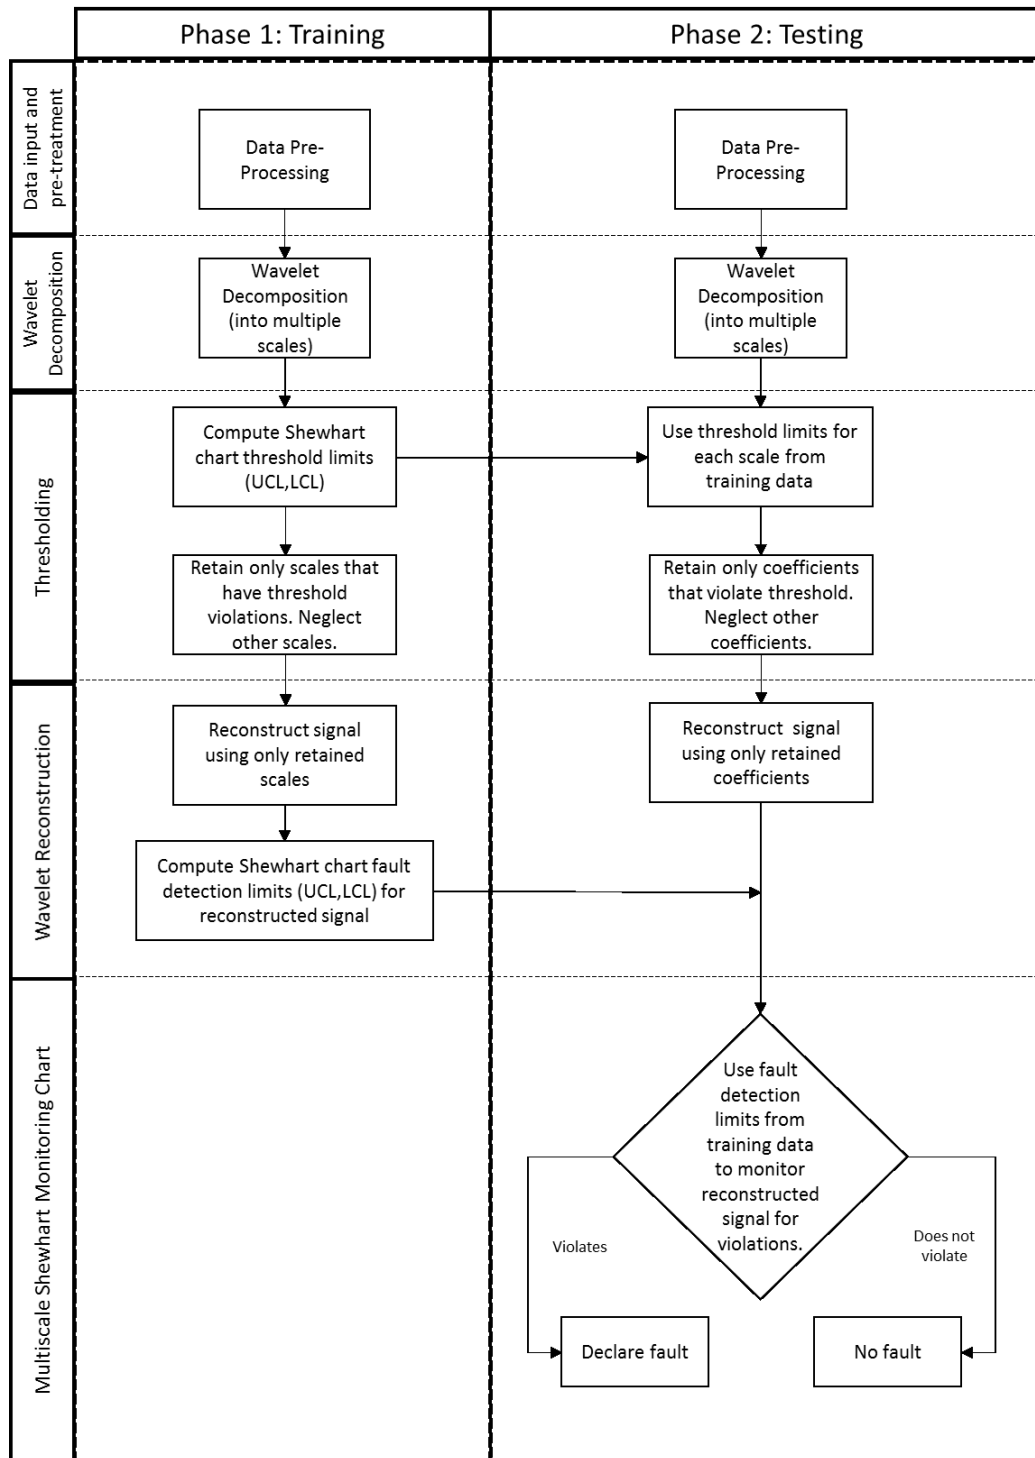 Phase 1: Training
Phase 2: Testing
Data input and
pre-treatment
Data Pre-
Processing
Data Pre-
Processing
Wavelet
Decomposition
Wavelet
Decomposition
(into multiple
scales)
Wavelet
Decomposition
(into multiple
scales)
Thresholding
Compute Shewhart
chart threshold limits
(UCL,LCL)
Use threshold limits for
each scale from
training data
Retain only scales that
have threshold
violations. Neglect
other scales.
Retain only coefficients
that violate threshold.
Neglect other
coefficients.
Wavelet Reconstruction
Reconstruct signal
using only retained
scales
Reconstruct signal
using only retained
coefficients
Compute Shewhart chart fault
detection limits (UCL,LCL) for
reconstructed signal
Multiscale Shewhart Monitoring Chart
Use fault
detection
limits from
training data
to monitor
reconstructed
signal for
violations.
Violates
Does not
violate
Declare fault
No fault